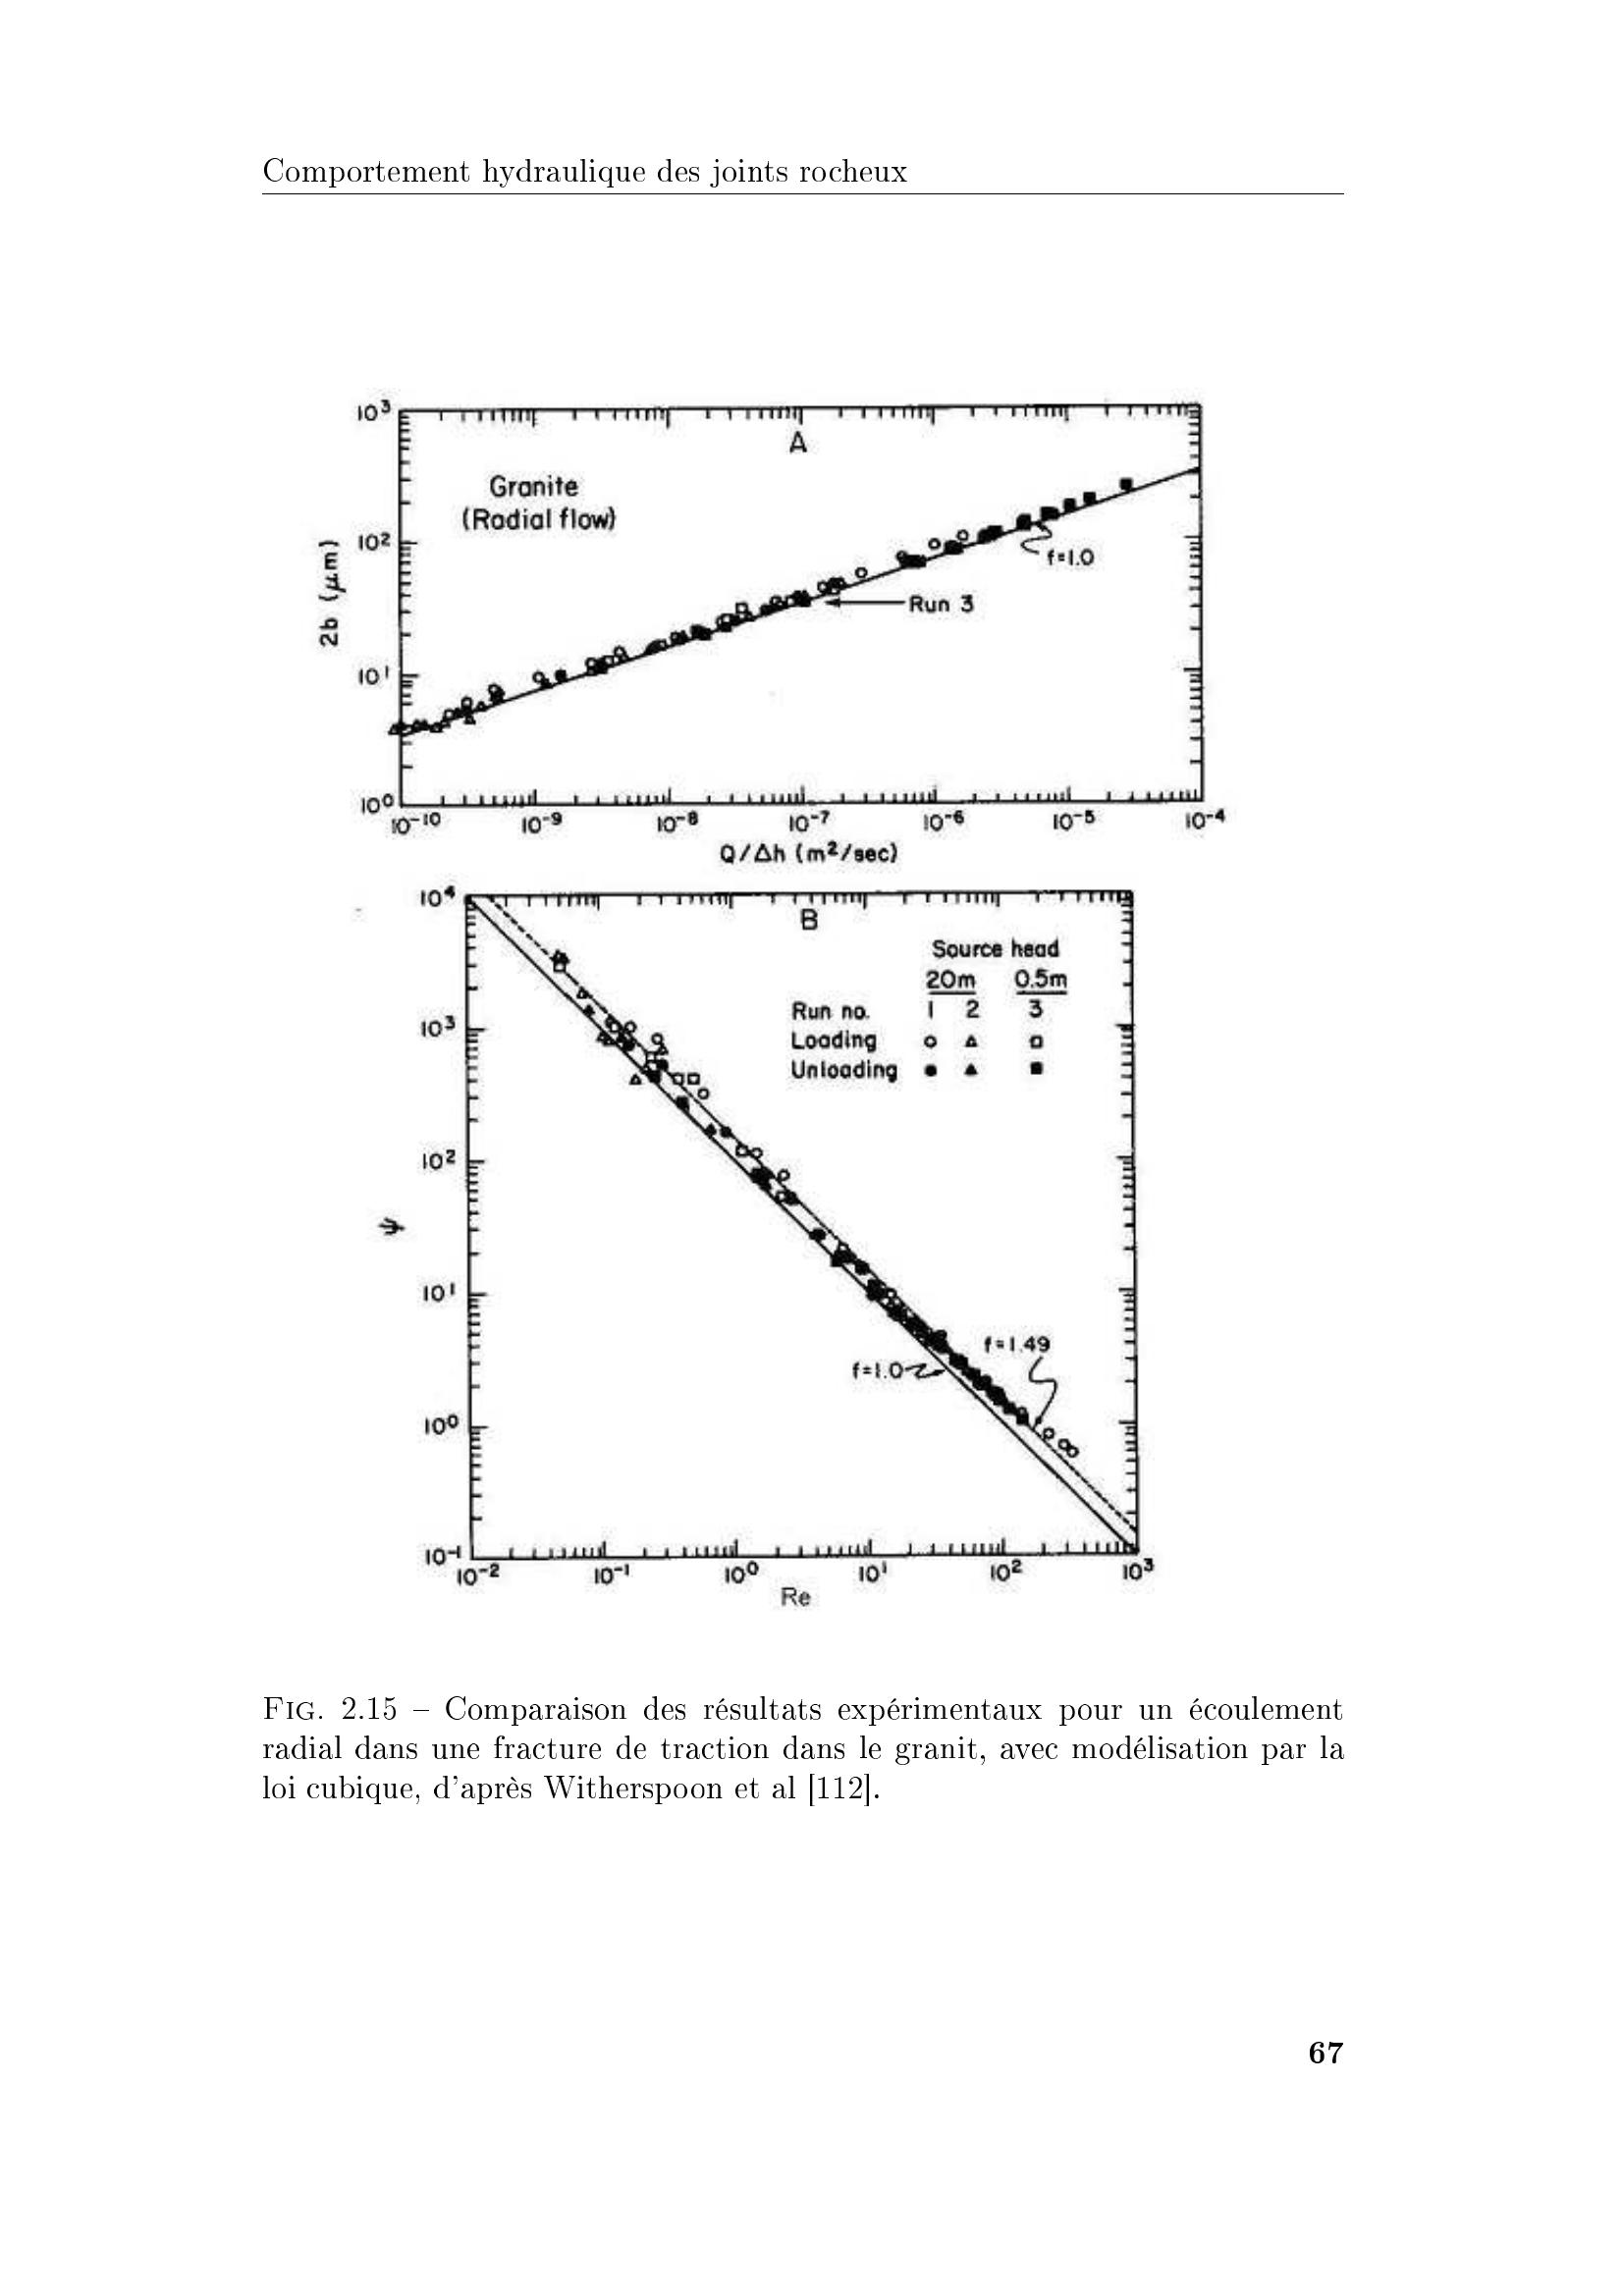 Comportement hydraulique des joints rocheux
10³
A
Granite
(Radial flow)
10²
f=1.0
Run 3
2b (μm)
10¹
10⁰
10⁻¹⁰ 10⁻⁹ 10⁻⁸ 10⁻⁷ 10⁻⁶ 10⁻⁵ 10⁻⁴
Q/Δh (m²/sec)
10⁴
B
Source head
20m 0.5m
Run no. 1 2 3
Loading
Unloading
10³
10²
ψ
10¹
f=1.49
f=1.0
10⁰
10⁻¹
10⁻² 10⁻¹ 10⁰ 10¹ 10² 10³
Re
FIG. 2.15 – Comparaison des résultats expérimentaux pour un écoulement
radial dans une fracture de traction dans le granit, avec modélisation par la
loi cubique, d'après Witherspoon et al [112].
67